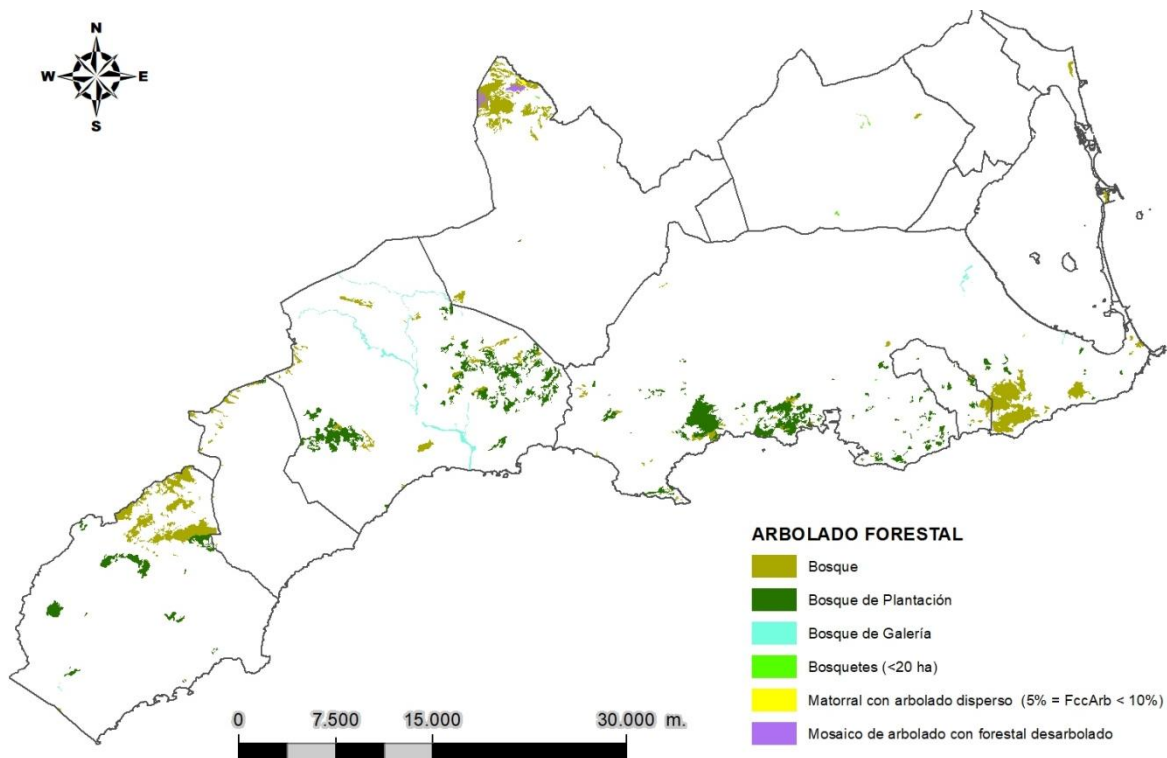 N
W E
S
ARBOLADO FORESTAL
Bosque
Bosque de Plantación
Bosque de Galería
Bosquetes (<20 ha)
Matorral con arbolado disperso (5% = FccArb < 10%)
Mosaico de arbolado con forestal desarbolado
0 7.500 15.000 30.000 m.